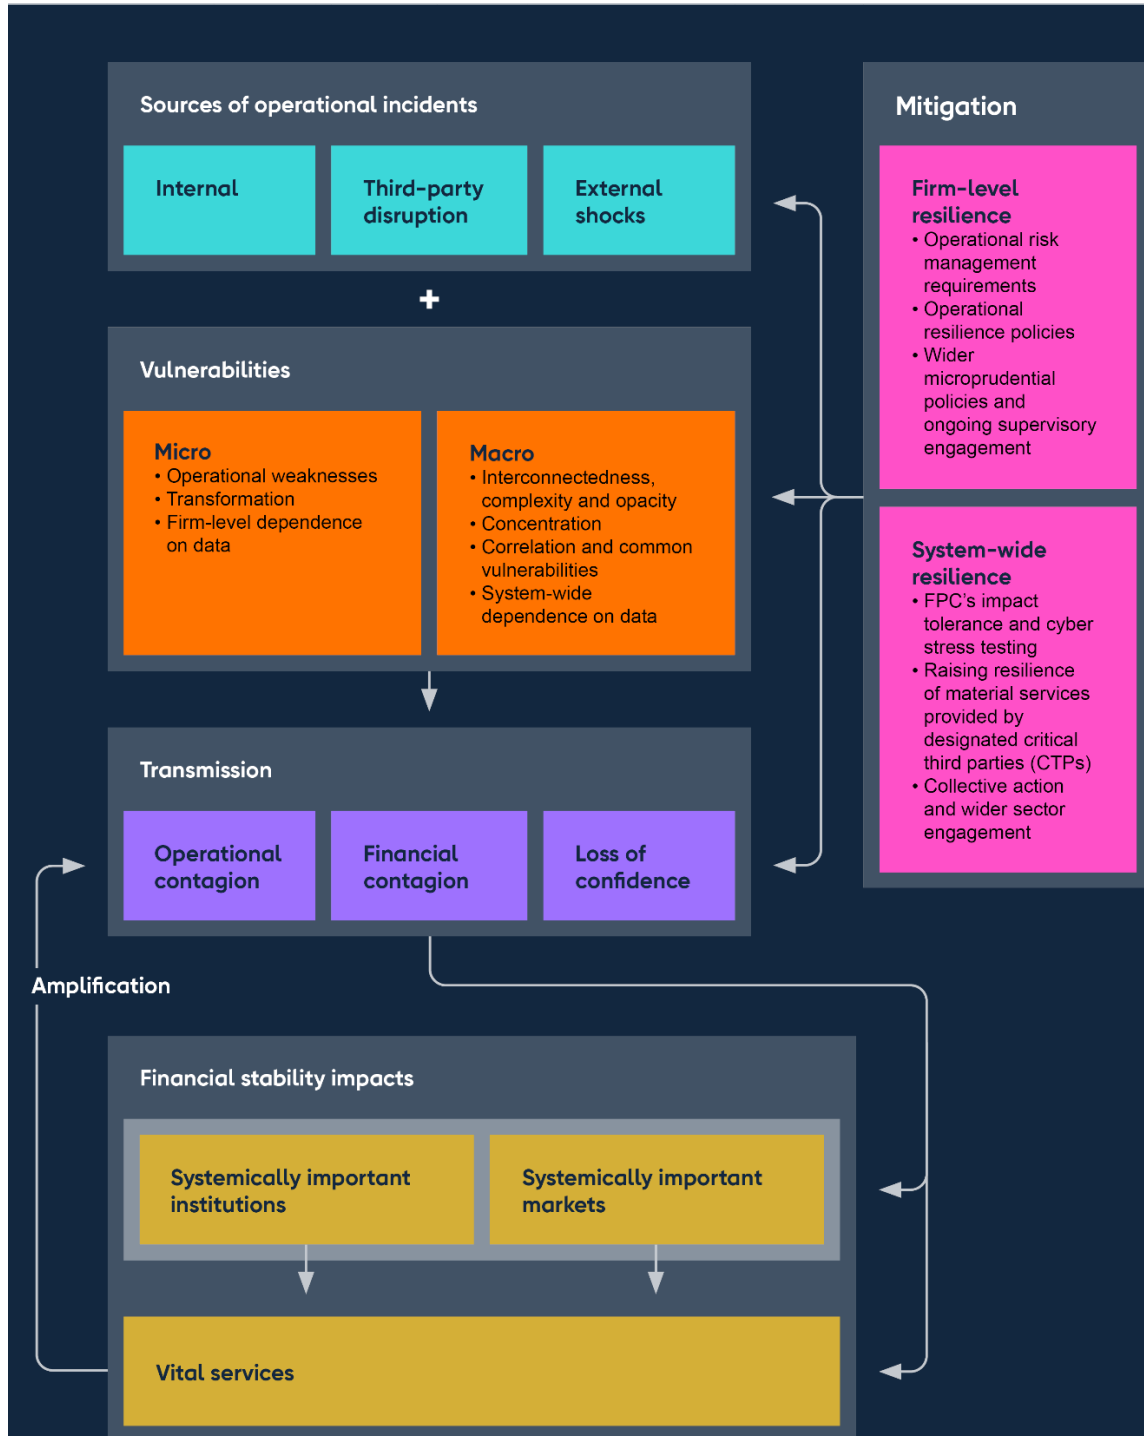 Sources of operational incidents
Internal
Third-party
disruption
External
shocks
+
Vulnerabilities
Micro
• Operational weaknesses
• Transformation
• Firm-level dependence
on data
Macro
• Interconnectedness,
complexity and opacity
• Concentration
• Correlation and common
vulnerabilities
• System-wide
dependence on data
Transmission
Operational
contagion
Financial
contagion
Loss of
confidence
Amplification
Financial stability impacts
Systemically important
institutions
Systemically important
markets
Vital services
Mitigation
Firm-level
resilience
• Operational risk
management
requirements
• Operational
resilience policies
• Wider
microprudential
policies and
ongoing supervisory
engagement
System-wide
resilience
• FPC’s impact
tolerance and cyber
stress testing
• Raising resilience
of material services
provided by
designated critical
third parties (CTPs)
• Collective action
and wider sector
engagement